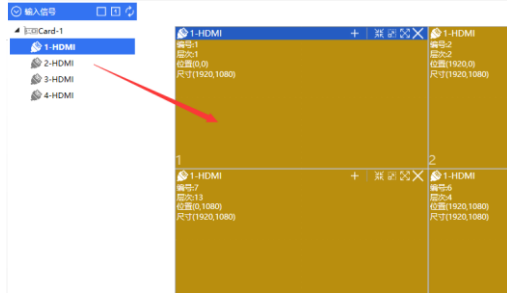 输入信号
[E0]Card-1
1-HDMI
2-HDMI
3-HDMI
4-HDMI
1-HDMI
编号:1
层次:1
位置(0,0)
尺寸(1920,1080)
1
1-HDMI
编号:2
层次:2
位置(1920,0)
尺寸(1920,1080)
2
1-HDMI
编号:7
层次:13
位置(0,1080)
尺寸(1920,1080)
1-HDMI
编号:6
层次:4
位置(1920,1080)
尺寸(1920,1080)